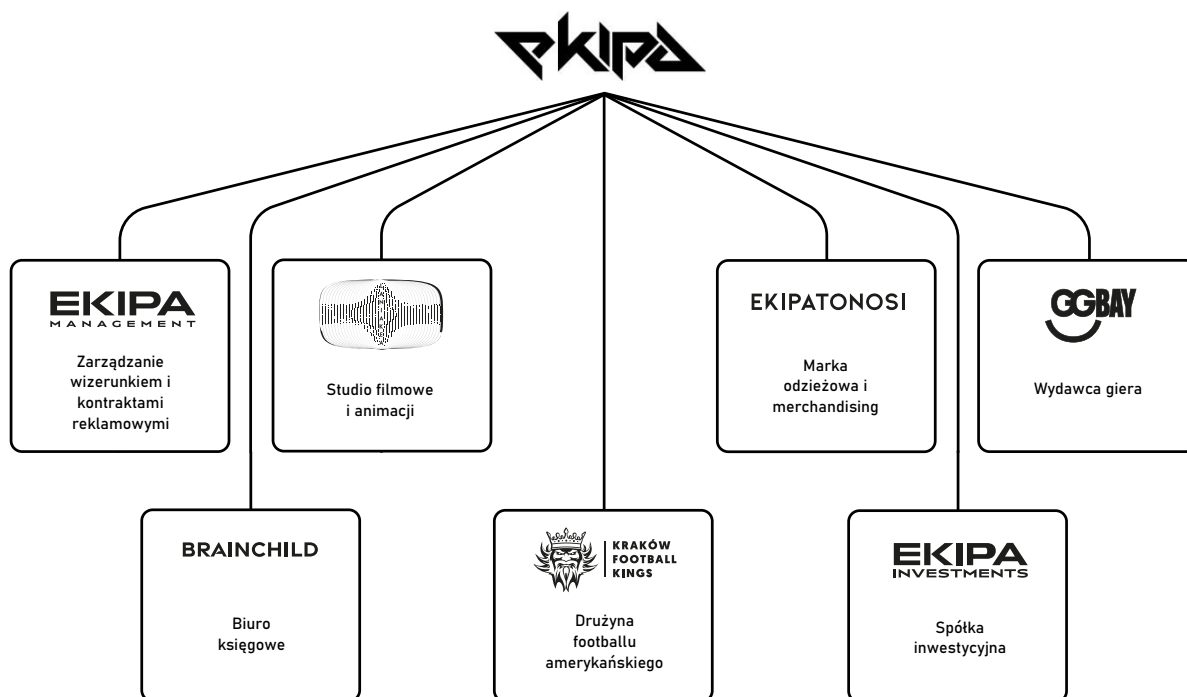 ekipa
EKIPA
MANAGEMENT
Zarządzanie
wizerunkiem i
kontraktami
reklamowymi
Studio filmowe
i animacji
EKIPATONOSI
Marka
odzieżowa i
merchandising
GGBAY
Wydawca giera
BRAINCHILD
Biuro
księgowe
KRAKÓW
FOOTBALL
KINGS
Drużyna
footballu
amerykańskiego
EKIPA
INVESTMENTS
Spółka
inwestycyjna